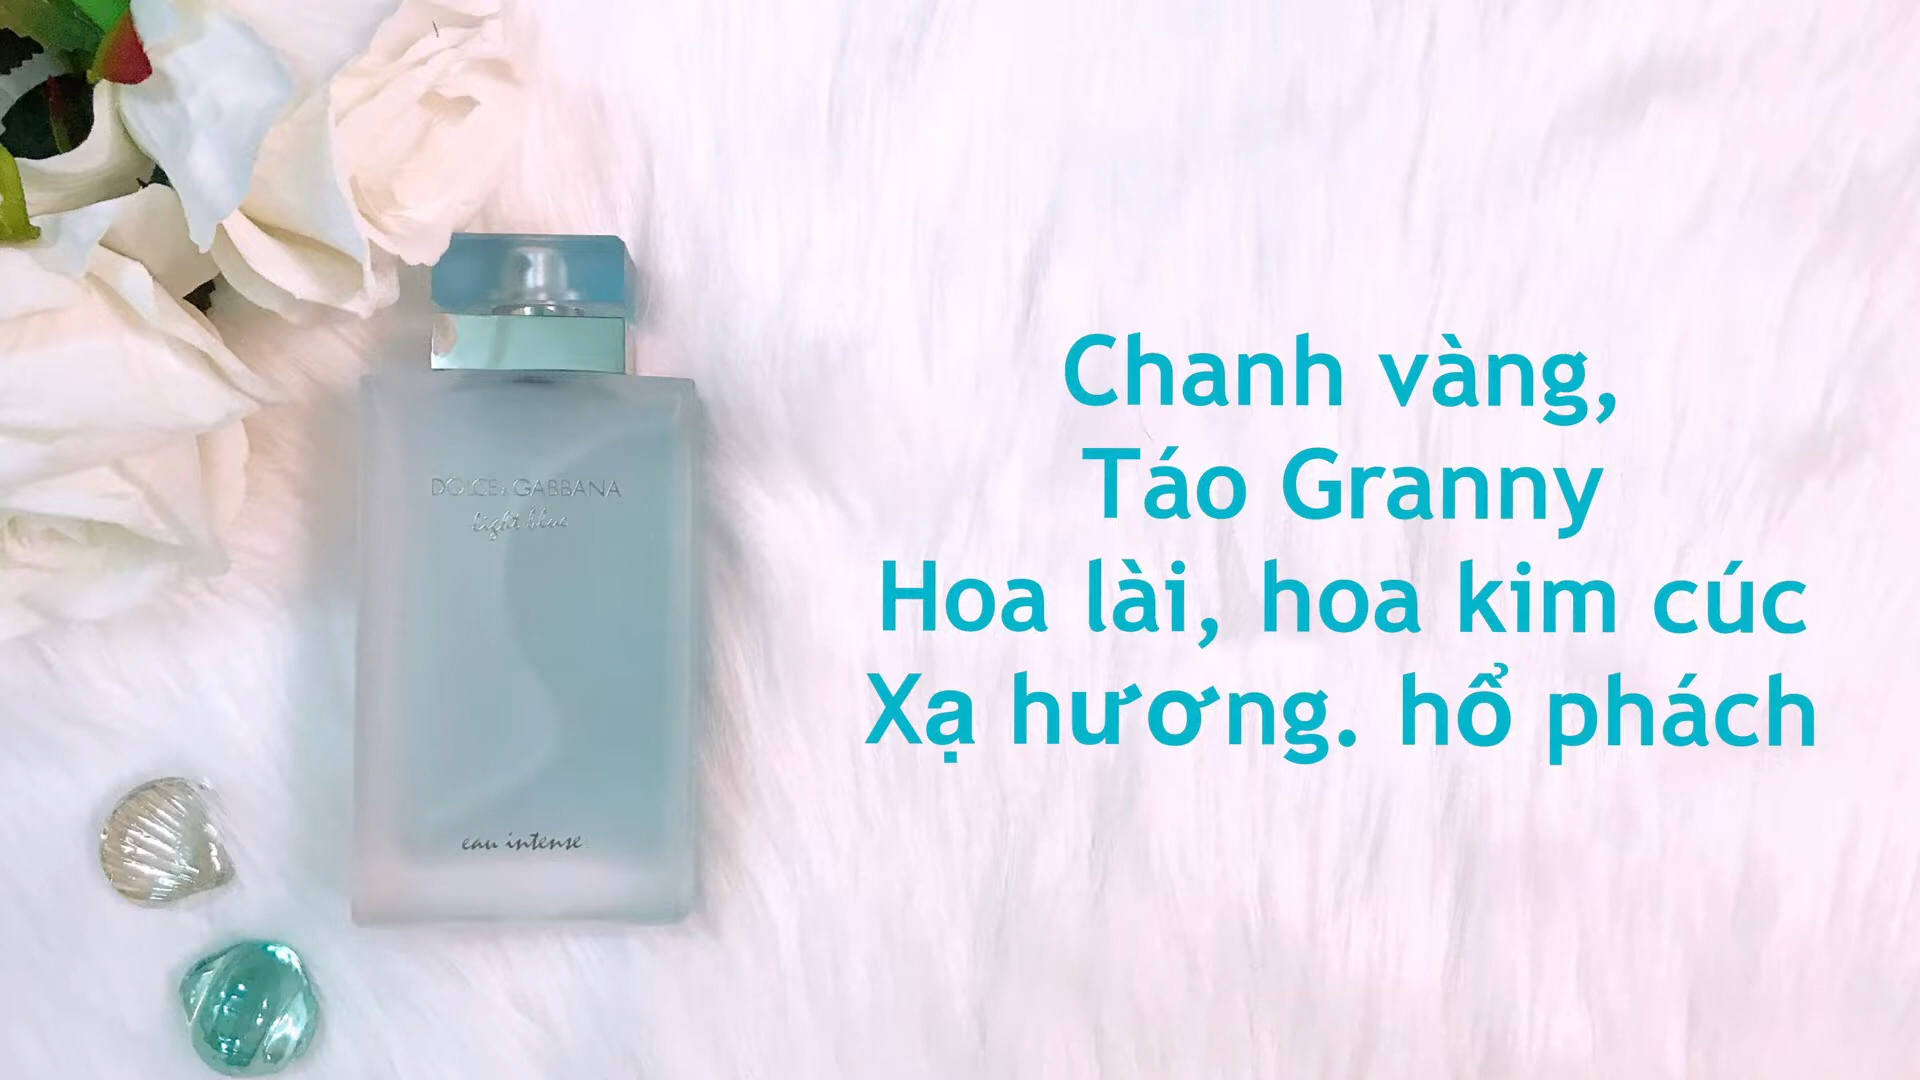 DOLCE & GABBANA
light blue
eau intense
Chanh vàng,
Táo Granny
Hoa lài, hoa kim cúc
Xạ hương. hổ phách